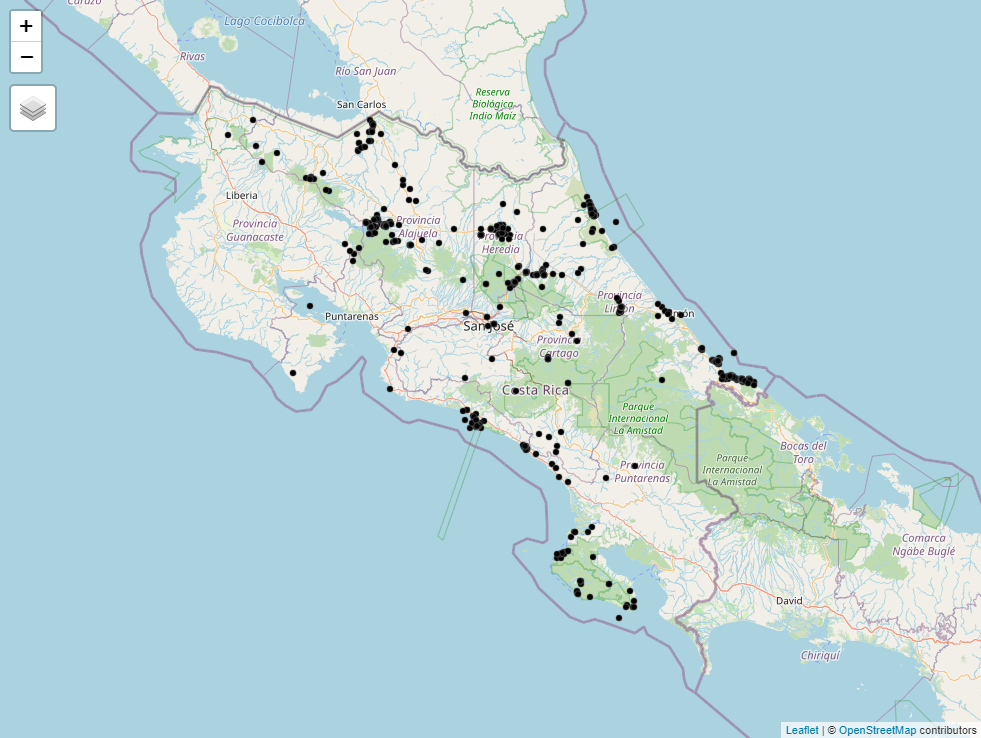 Carazo
+
Lago Cocibolca
−
Rivas
Río San Juan
San Carlos
Reserva
Biológica
Indio Maíz
Liberia
Provincia
Guanacaste
Provincia
Alajuela
Heredia
Provincia
Limón
Puntarenas
San José
Provincia
Cartago
Costa Rica
Parque
Internacional
La Amistad
Bocas del
Toro
Parque
Internacional
La Amistad
Provincia
Puntarenas
Comarca
Ngäbe Buglé
David
Chiriquí
Leaflet | © OpenStreetMap contributors